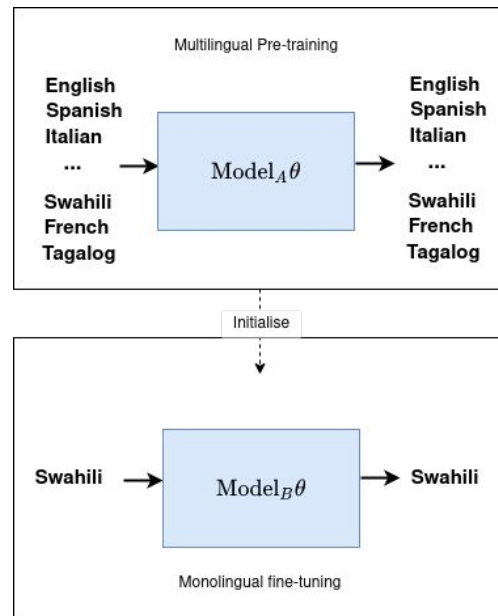 Multilingual Pre-training
English
Spanish
Italian
...
Swahili
French
Tagalog
Model_A θ
English
Spanish
Italian
...
Swahili
French
Tagalog
Initialise
Swahili
Model_B θ
Swahili
Monolingual fine-tuning